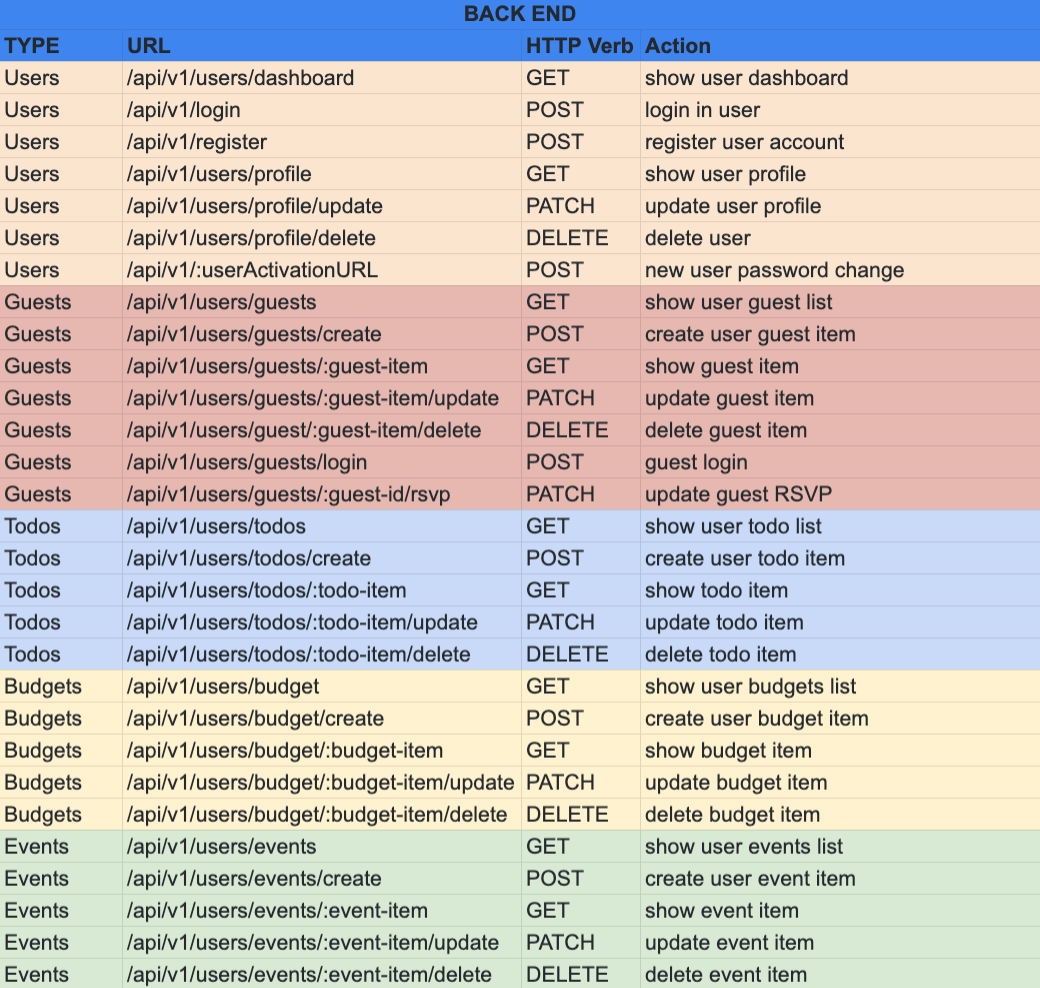 BACK END
TYPE URL HTTP Verb Action
Users /api/v1/users/dashboard GET show user dashboard
Users /api/v1/login POST login in user
Users /api/v1/register POST register user account
Users /api/v1/users/profile GET show user profile
Users /api/v1/users/profile/update PATCH update user profile
Users /api/v1/users/profile/delete DELETE delete user
Users /api/v1/:userActivationURL POST new user password change
Guests /api/v1/users/guests GET show user guest list
Guests /api/v1/users/guests/create POST create user guest item
Guests /api/v1/users/guests/:guest-item GET show guest item
Guests /api/v1/users/guests/:guest-item/update PATCH update guest item
Guests /api/v1/users/guest/:guest-item/delete DELETE delete guest item
Guests /api/v1/users/guests/login POST guest login
Guests /api/v1/users/guests/:guest-id/rsvp PATCH update guest RSVP
Todos /api/v1/users/todos GET show user todo list
Todos /api/v1/users/todos/create POST create user todo item
Todos /api/v1/users/todos/:todo-item GET show todo item
Todos /api/v1/users/todos/:todo-item/update PATCH update todo item
Todos /api/v1/users/todos/:todo-item/delete DELETE delete todo item
Budgets /api/v1/users/budget GET show user budgets list
Budgets /api/v1/users/budget/create POST create user budget item
Budgets /api/v1/users/budget/:budget-item GET show budget item
Budgets /api/v1/users/budget/:budget-item/update PATCH update budget item
Budgets /api/v1/users/budget/:budget-item/delete DELETE delete budget item
Events /api/v1/users/events GET show user events list
Events /api/v1/users/events/create POST create user event item
Events /api/v1/users/events/:event-item GET show event item
Events /api/v1/users/events/:event-item/update PATCH update event item
Events /api/v1/users/events/:event-item/delete DELETE delete event item